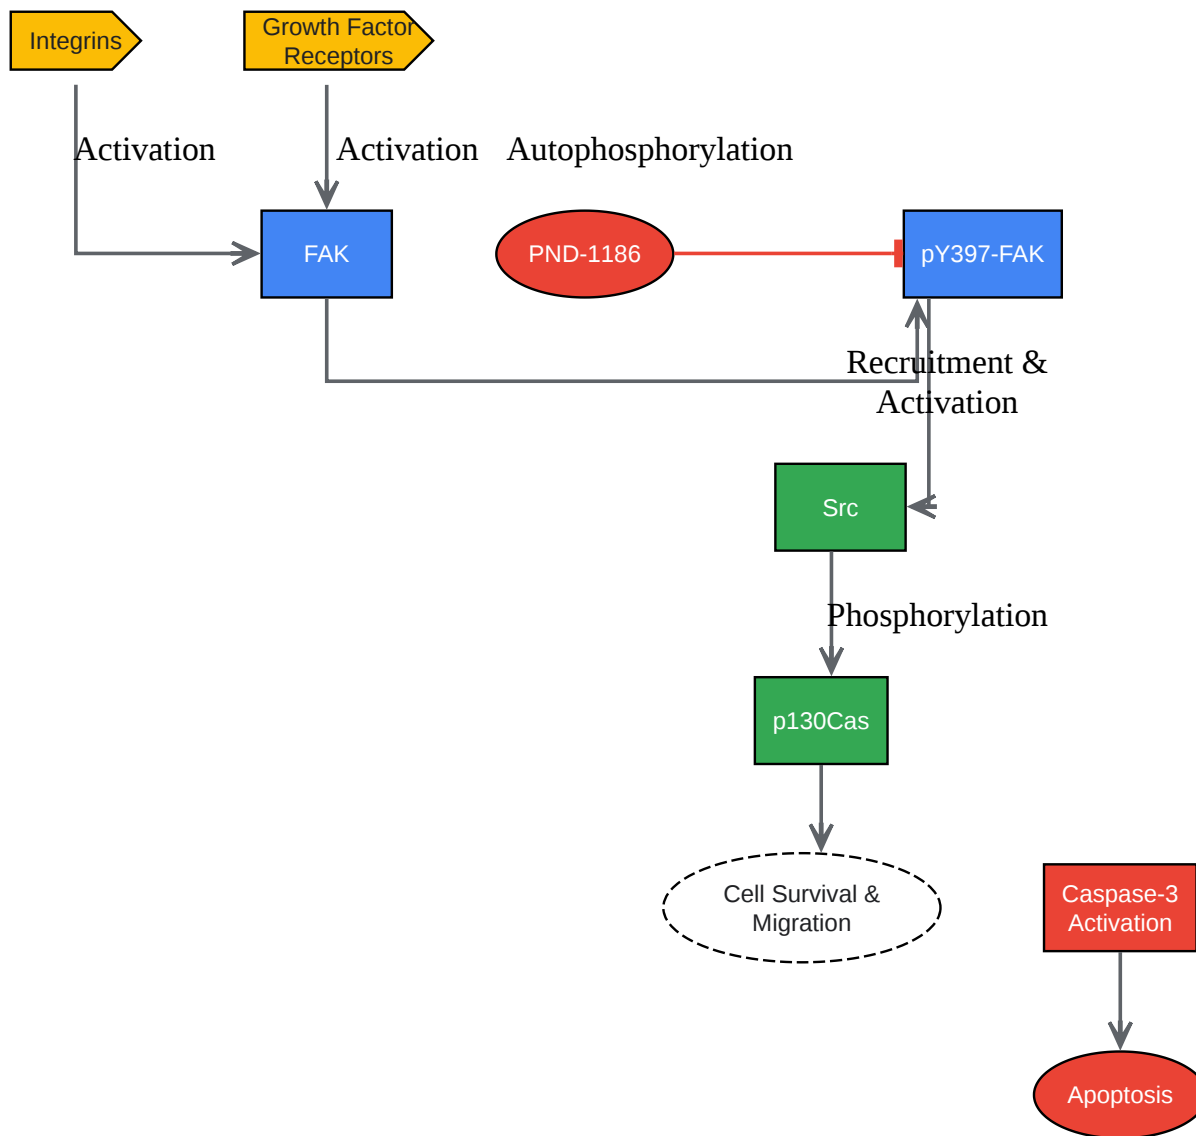 Integrins
Growth Factor
Receptors
Activation
Activation
Autophosphorylation
FAK
PND-1186
pY397-FAK
Recruitment &
Activation
Src
Phosphorylation
p130Cas
Cell Survival &
Migration
Caspase-3
Activation
Apoptosis